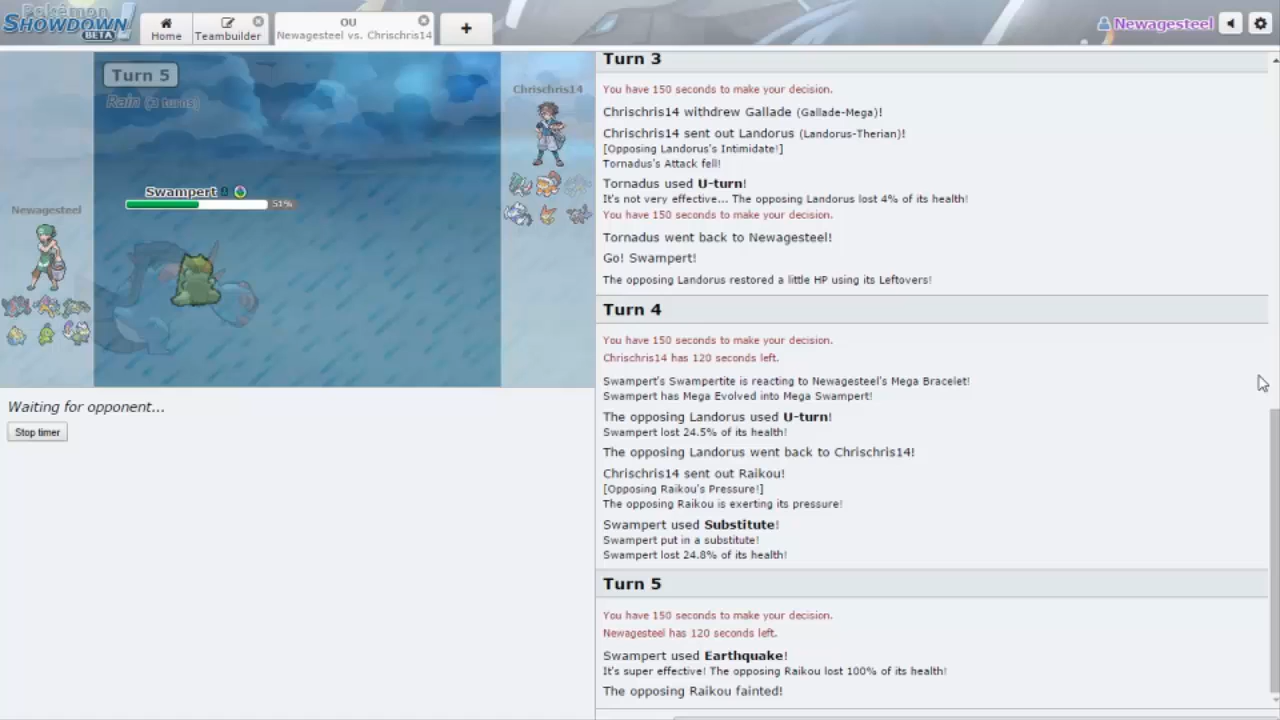 Pokémon
SHOWDOWN!
BETA
Home
Teambuilder
OU
Newagesteel vs. Chrischris14
+
Newagesteel
Turn 5
Rain (2 turns)
Chrischris14
Swampert
51%
Newagesteel
Waiting for opponent...
Stop timer
Turn 3
You have 150 seconds to make your decision.
Chrischris14 withdrew Gallade (Gallade-Mega)!
Chrischris14 sent out Landorus (Landorus-Therian)!
[Opposing Landorus's Intimidate!]
Tornadus's Attack fell!
Tornadus used U-turn!
It's not very effective... The opposing Landorus lost 4% of its health!
You have 150 seconds to make your decision.
Tornadus went back to Newagesteel!
Go! Swampert!
The opposing Landorus restored a little HP using its Leftovers!
Turn 4
You have 150 seconds to make your decision.
Chrischris14 has 120 seconds left.
Swampert's Swampertite is reacting to Newagesteel's Mega Bracelet!
Swampert has Mega Evolved into Mega Swampert!
The opposing Landorus used U-turn!
Swampert lost 24.5% of its health!
The opposing Landorus went back to Chrischris14!
Chrischris14 sent out Raikou!
[Opposing Raikou's Pressure!]
The opposing Raikou is exerting its pressure!
Swampert used Substitute!
Swampert put in a substitute!
Swampert lost 24.8% of its health!
Turn 5
You have 150 seconds to make your decision.
Newagesteel has 120 seconds left.
Swampert used Earthquake!
It's super effective! The opposing Raikou lost 100% of its health!
The opposing Raikou fainted!